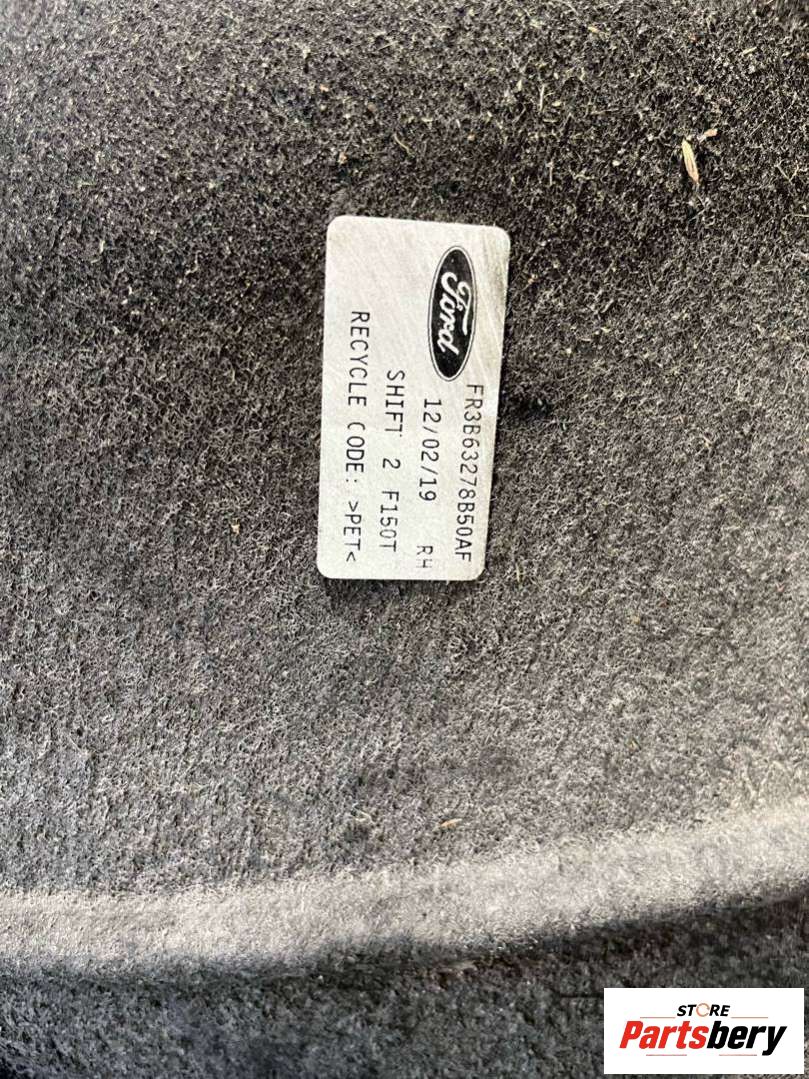 Ford
FR3B63278B50AF
12/02/19 RH
SHIFT 2 F150T
RECYCLE CODE: >PET<
STORE
Partsbery